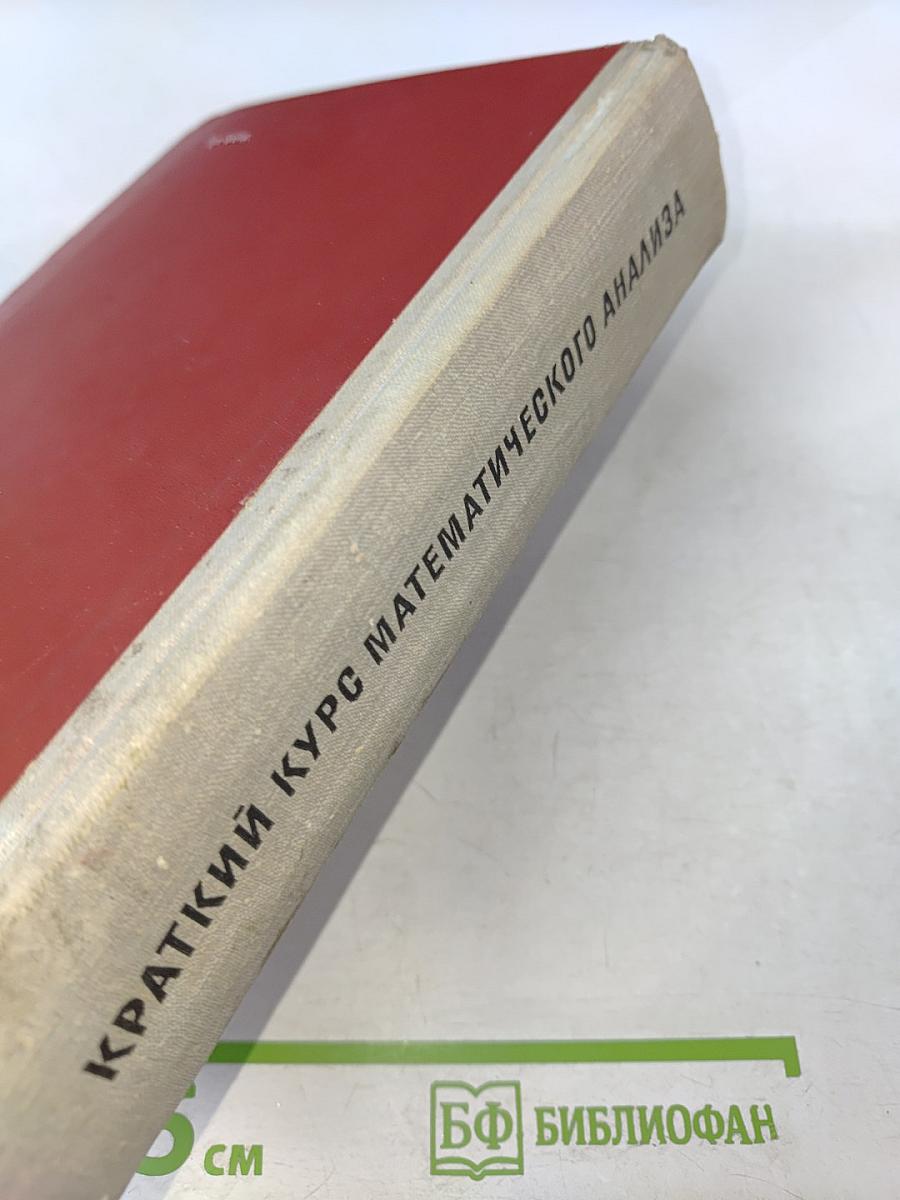 КРАТКИЙ КУРС МАТЕМАТИЧЕСКОГО АНАЛИЗА
см
БФ БИБЛИОФАН